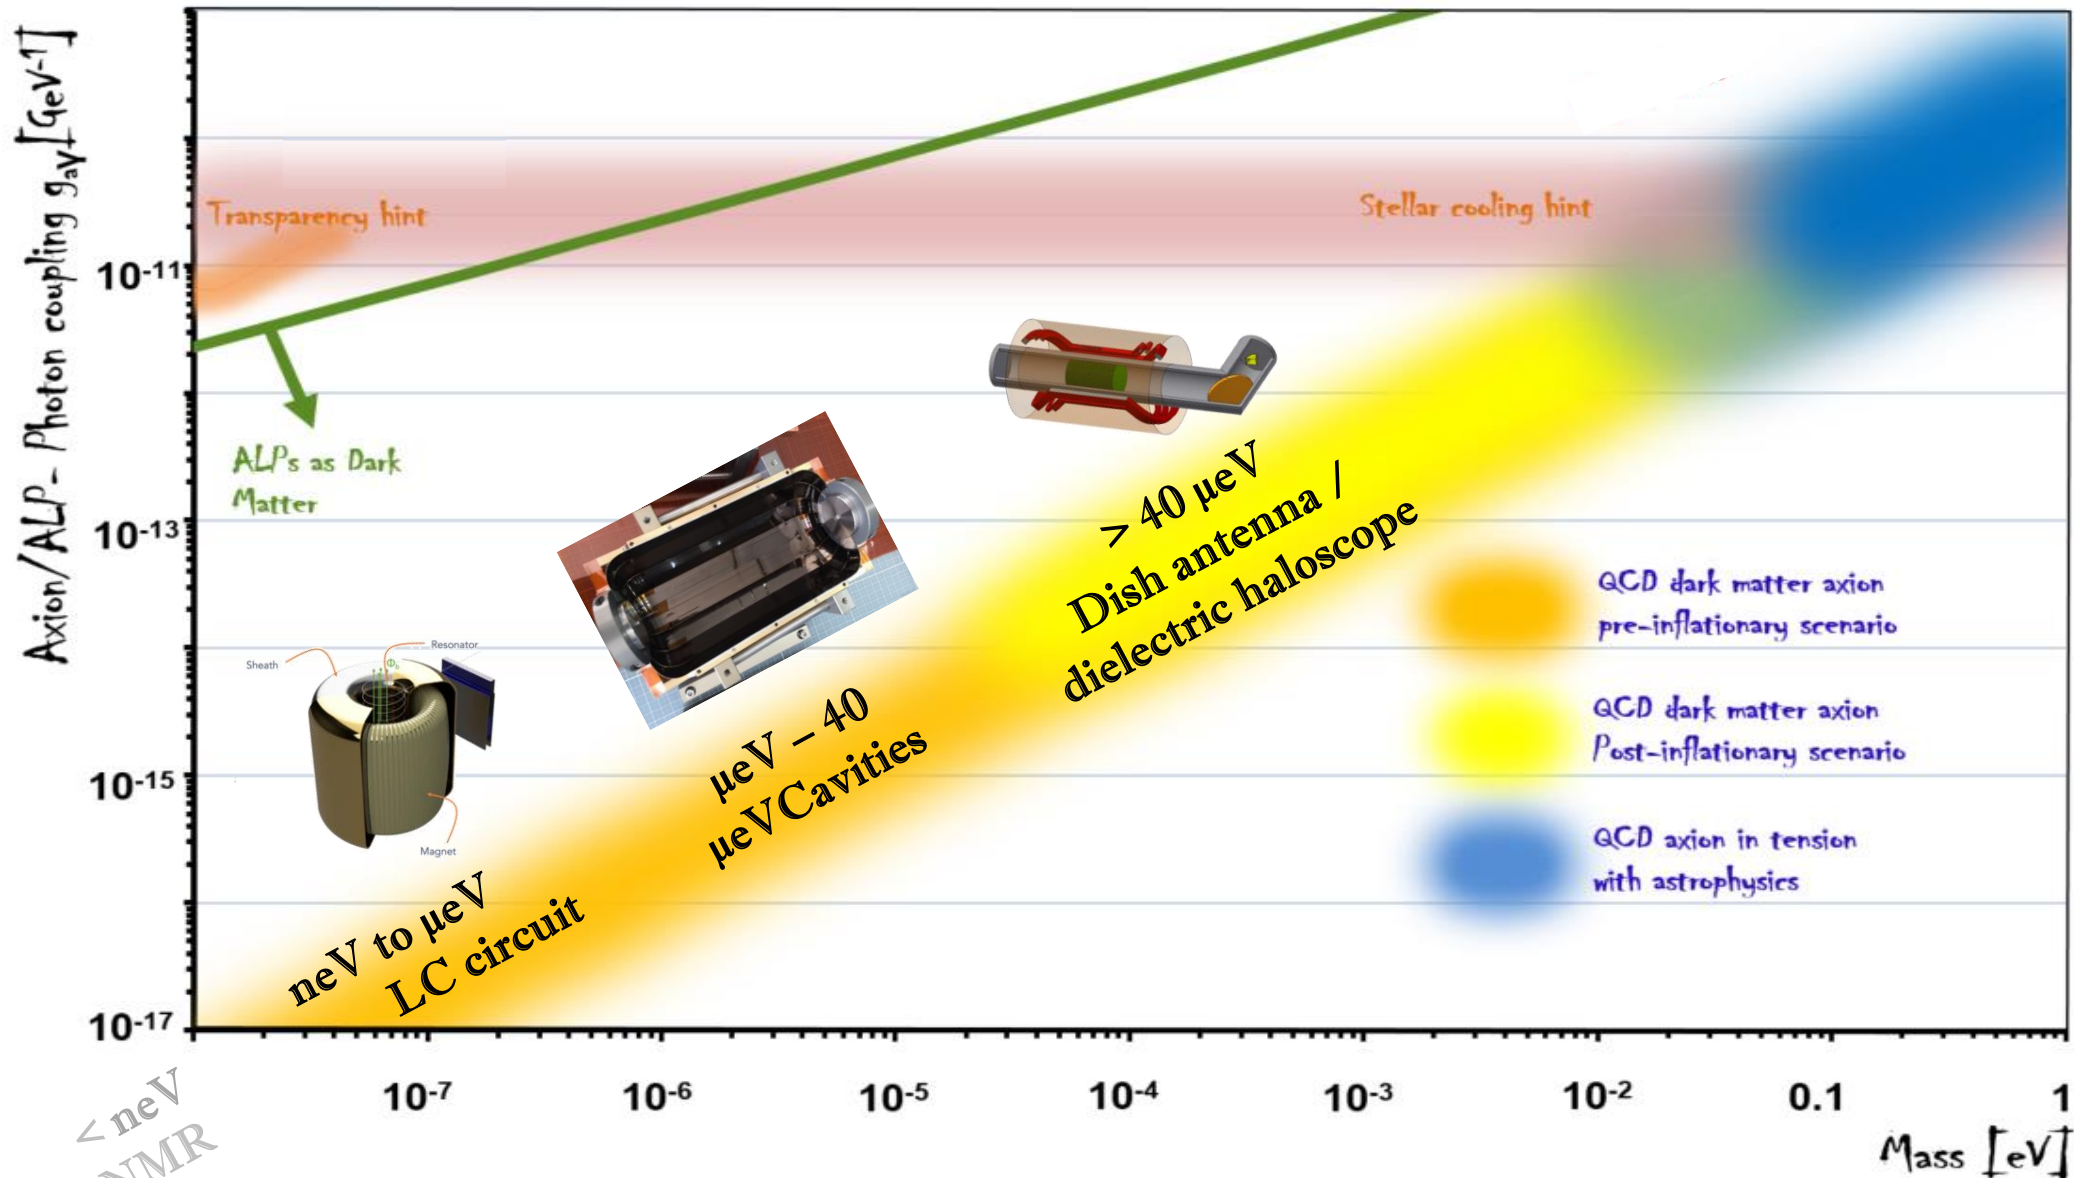 Axion/ALP- Photon coupling gaγ[GeV-1]
Transparency hint
Stellar cooling hint
10-11
ALPs as Dark
Matter
10-13
> 40 μeV
Dish antenna /
dielectric haloscope
QCD dark matter axion
pre-inflationary scenario
Sheath
Resonator
Φb
μeV – 40
μeVCavities
QCD dark matter axion
Post-inflationary scenario
10-15
Magnet
QCD axion in tension
with astrophysics
neV to μeV
LC circuit
10-17
10-7
10-6
10-5
10-4
10-3
10-2
0.1
1
< neV
NMR
Mass [eV]